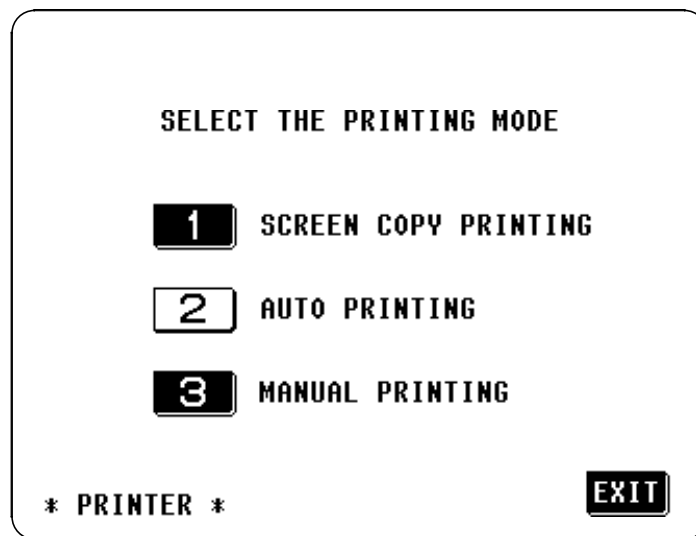 SELECT THE PRINTING MODE
1 SCREEN COPY PRINTING
2 AUTO PRINTING
3 MANUAL PRINTING
* PRINTER * EXIT